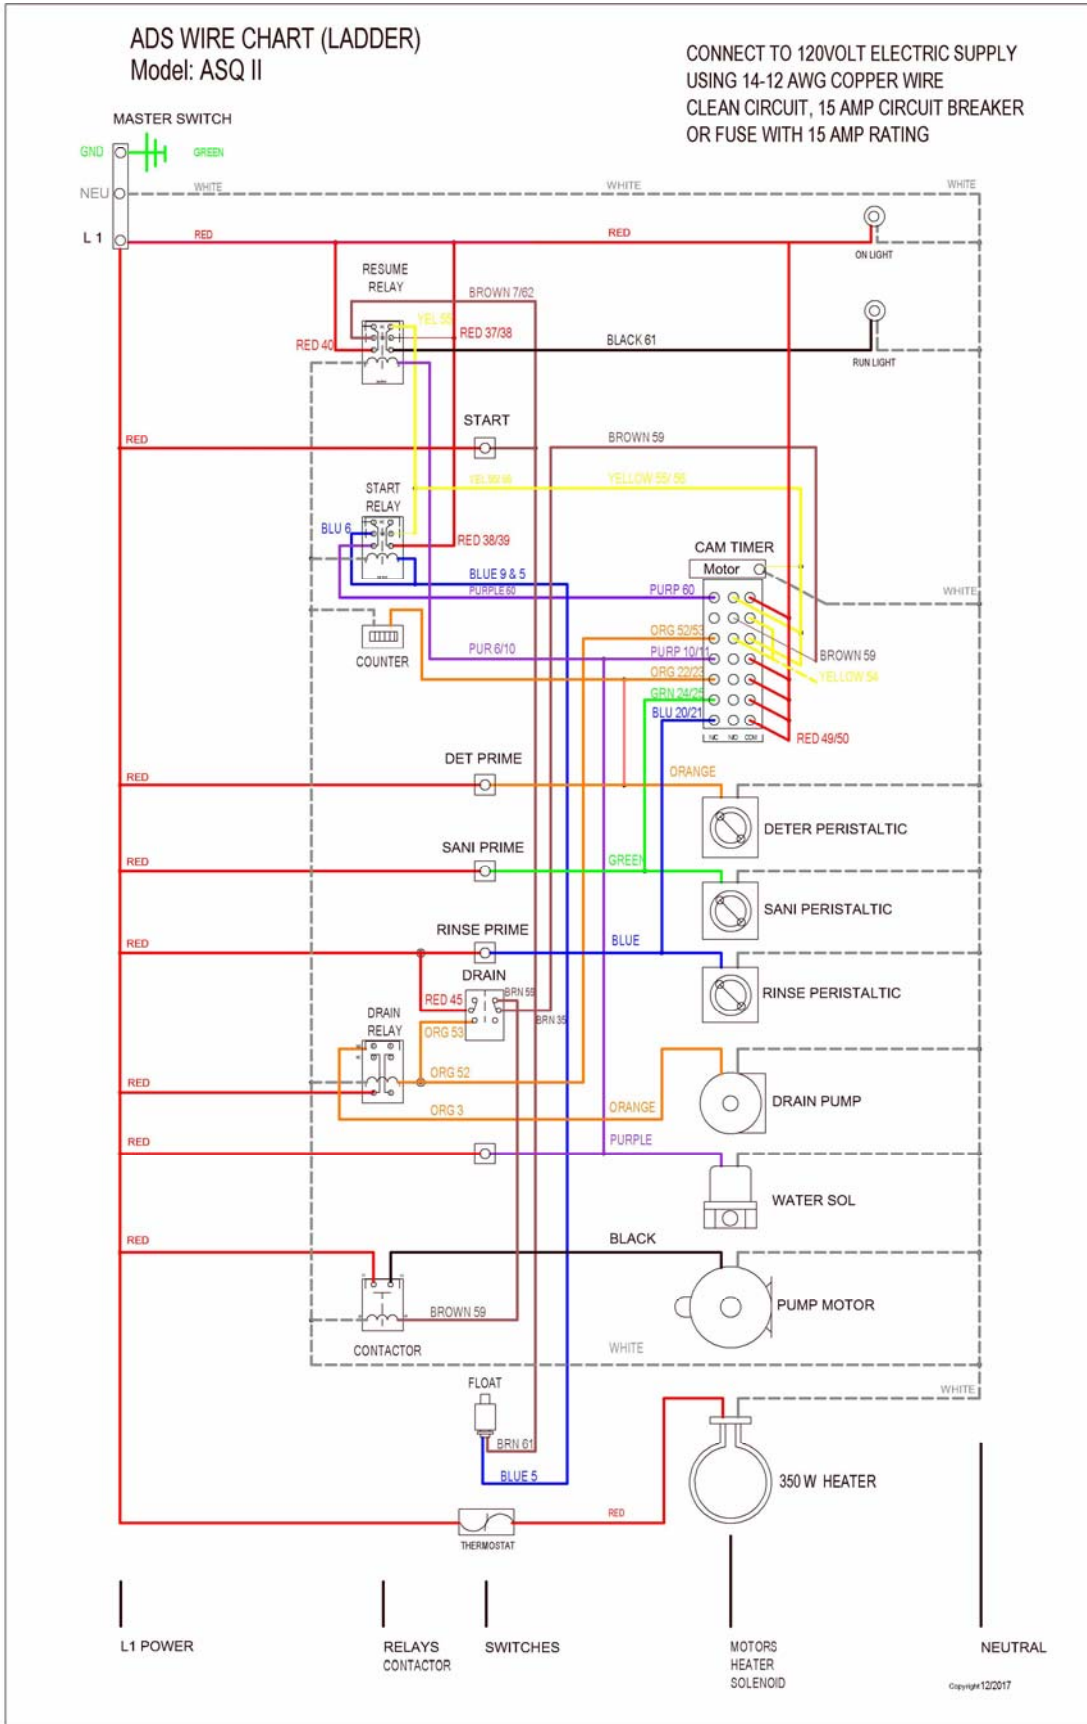 ADS WIRE CHART (LADDER)
Model: ASQ II
CONNECT TO 120VOLT ELECTRIC SUPPLY
USING 14-12 AWG COPPER WIRE
CLEAN CIRCUIT, 15 AMP CIRCUIT BREAKER
OR FUSE WITH 15 AMP RATING
MASTER SWITCH
GND
GREEN
NEU
WHITE
WHITE
WHITE
L 1
RED
RED
ON LIGHT
RESUME
RELAY
BROWN 7/62
YEL 55
RED 37/38
RED 40
BLACK 61
RUN LIGHT
START
RED
BROWN 59
YELLOW 55/ 56
START
RELAY
BLU 6
RED 38/39
CAM TIMER
Motor
BLUE 9 & 5
PURPLE 60
PURP 60
WHITE
COUNTER
ORG 52/53
PUR 6/10
PURP 10/11
BROWN 59
ORG 22/23
YELLOW 54
GRN 24/25
BLU 20/21
N/C N/O COM
RED 49/50
DET PRIME
RED
ORANGE
DETER PERISTALTIC
SANI PRIME
RED
GREEN
SANI PERISTALTIC
RINSE PRIME
RED
BLUE
DRAIN
RINSE PERISTALTIC
BRN 59
RED 45
DRAIN
RELAY
BRN 35
ORG 53
ORG 52
RED
DRAIN PUMP
ORG 3
ORANGE
RED
PURPLE
WATER SOL
RED
BLACK
BROWN 59
PUMP MOTOR
CONTACTOR
WHITE
FLOAT
WHITE
BRN 61
BLUE 5
350 W HEATER
RED
THERMOSTAT
L1 POWER
RELAYS
CONTACTOR
SWITCHES
MOTORS
HEATER
SOLENOID
NEUTRAL
Copyright 12/2017